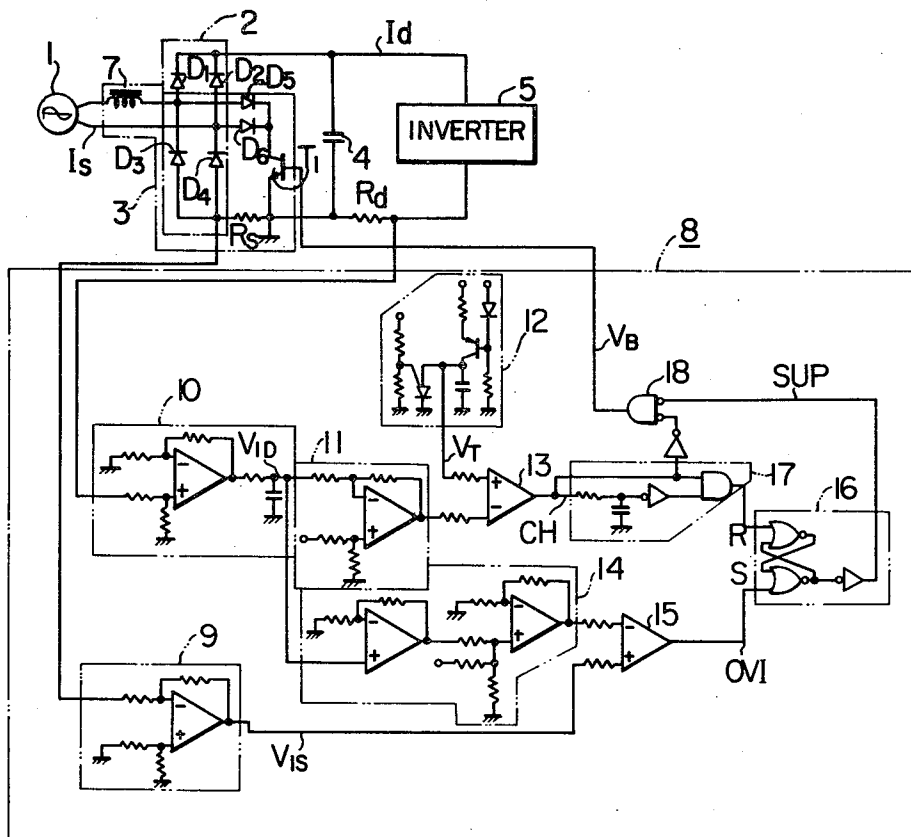 1
2
7
Is
3
D1
D2
D5
D6
D3
D4
T1
Rs
Id
4
Rd
5
INVERTER
8
12
VB
18
SUP
10
V1D
11
VT
13
CH
17
16
R
S
14
15
OVI
9
VIS
+
-
+
-
+
-
+
-
+
-
+
-
+
-